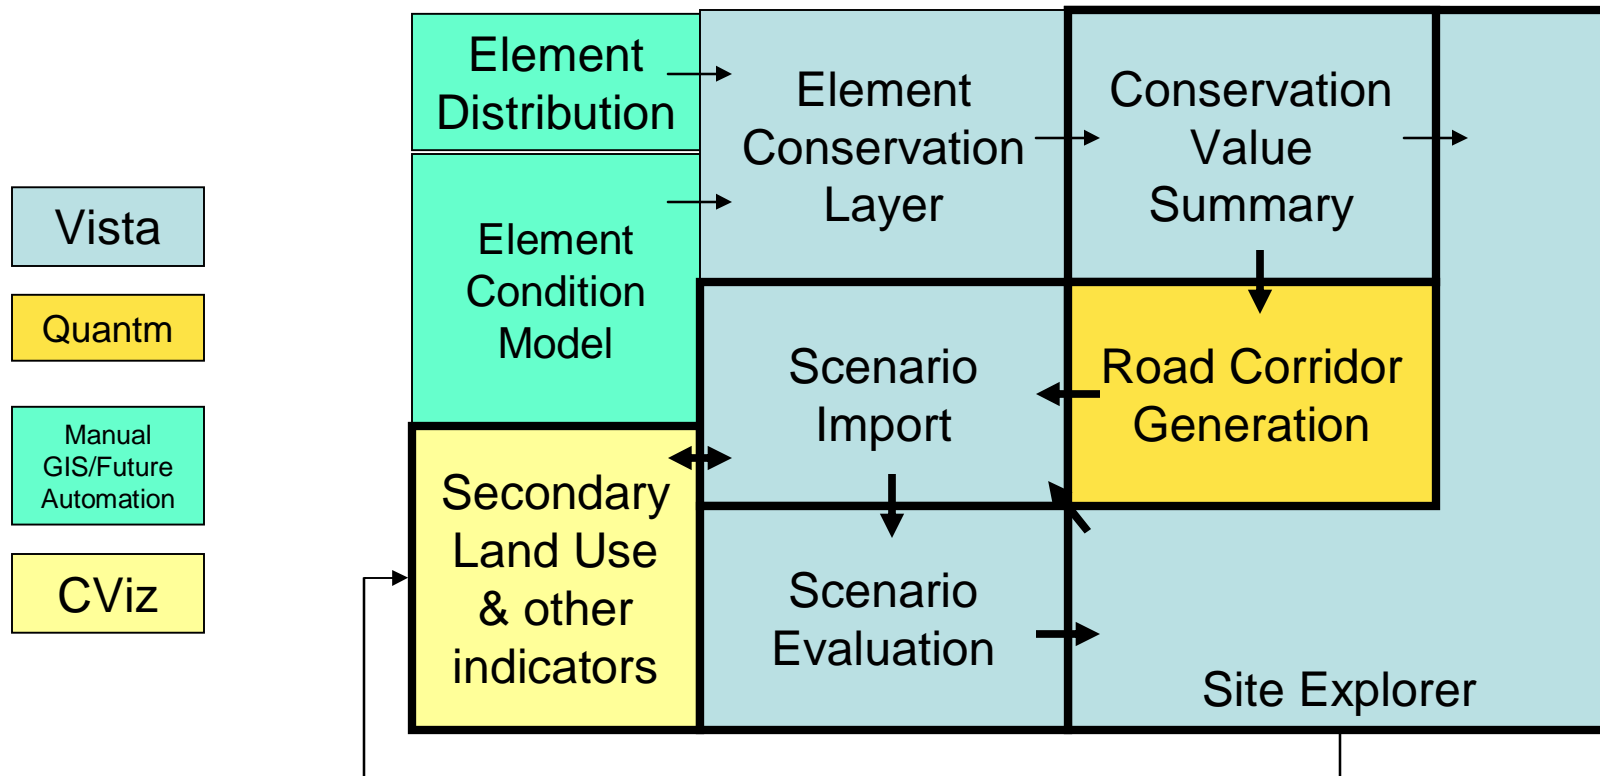 Vista
Quantm
Manual
GIS/Future
Automation
CViz
Element
Distribution
Element
Condition
Model
Secondary
Land Use
& other
indicators
Element
Conservation
Layer
Scenario
Import
Scenario
Evaluation
Conservation
Value
Summary
Road Corridor
Generation
Site Explorer